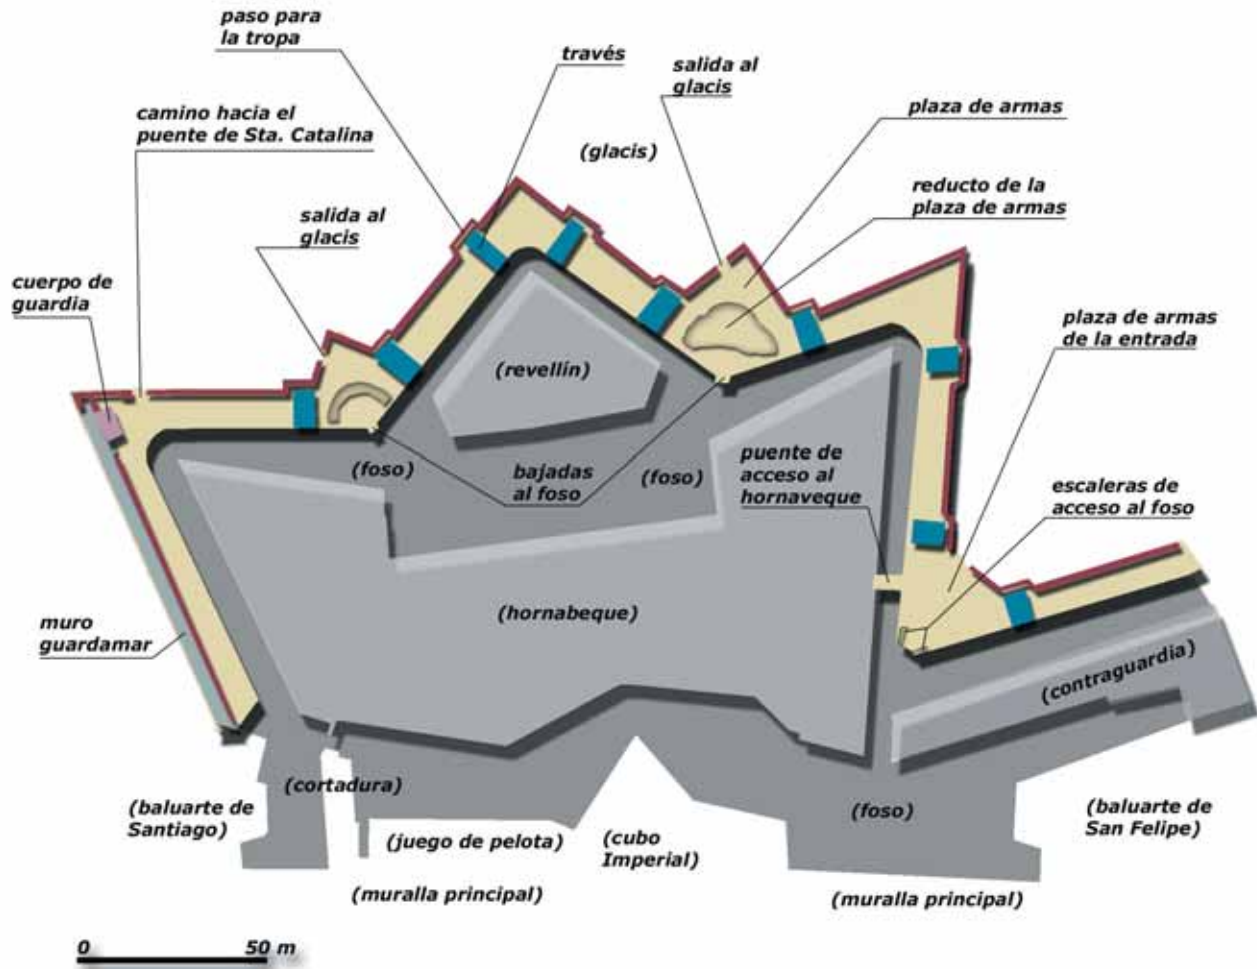 paso para
la tropa
través
salida al
glacis
plaza de armas
camino hacia el
puente de Sta. Catalina
(glacis)
reducto de la
plaza de armas
salida al
glacis
cuerpo de
guardia
plaza de armas
de la entrada
(revellín)
(foso)
bajadas
al foso
(foso)
puente de
acceso al
hornaveque
escaleras de
acceso al foso
(hornabeque)
muro
guardamar
(contraguardia)
(cortadura)
(baluarte de
Santiago)
(juego de pelota)
(cubo
Imperial)
(foso)
(baluarte de
San Felipe)
(muralla principal)
(muralla principal)
0 50 m